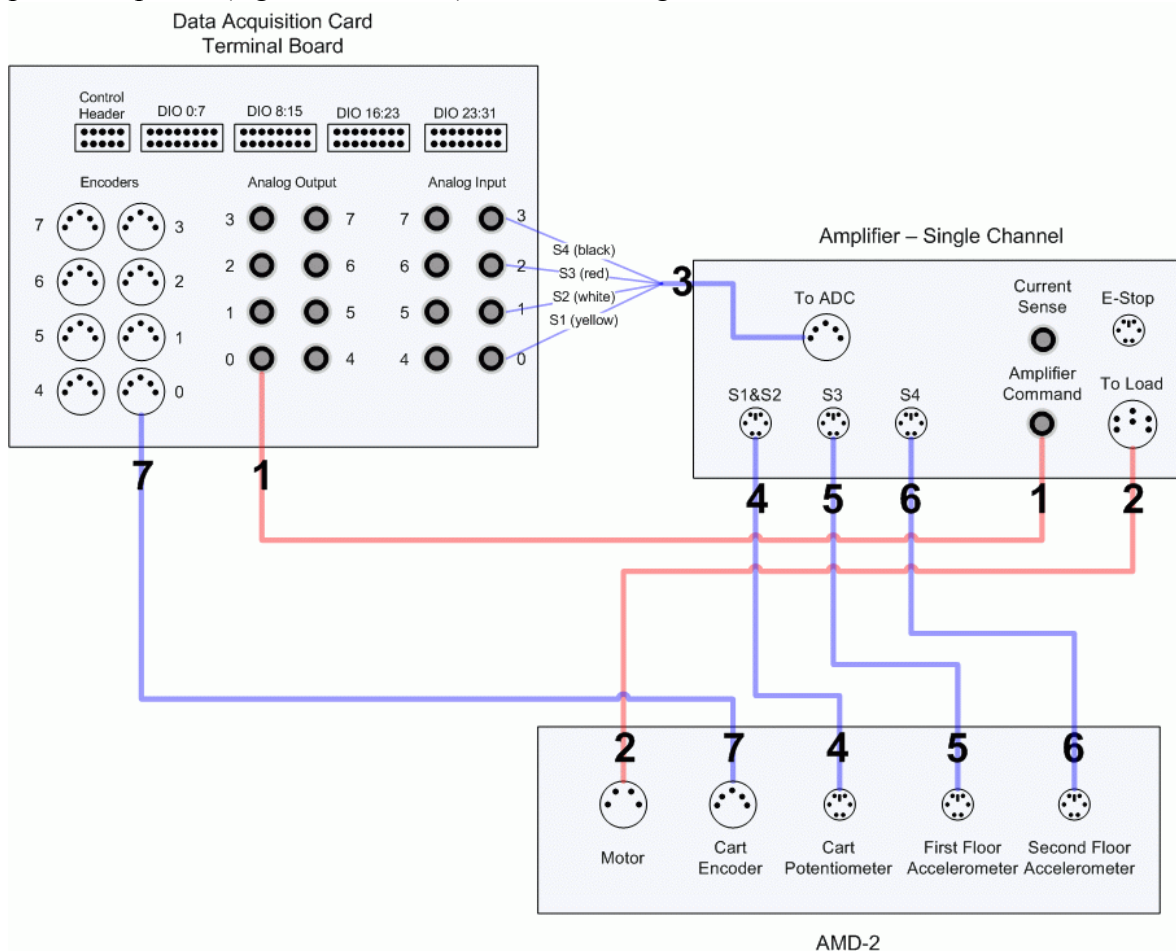 Data Acquisition Card
Terminal Board
Control
Header
DIO 0:7
DIO 8:15
DIO 16:23
DIO 23:31
Encoders
Analog Output
Analog Input
7
3
3
7
7
3
6
2
2
6
6
2
5
1
1
5
5
1
4
0
0
4
4
0
S4 (black)
S3 (red)
S2 (white)
S1 (yellow)
3
7
1
Amplifier – Single Channel
To ADC
Current
Sense
E-Stop
Amplifier
Command
To Load
S1&S2
S3
S4
4
5
6
1
2
2
7
4
5
6
Motor
Cart
Encoder
Cart
Potentiometer
First Floor
Accelerometer
Second Floor
Accelerometer
AMD-2